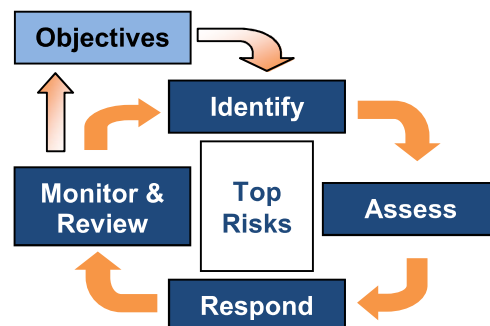 Objectives
Identify
Monitor &
Review
Top
Risks
Assess
Respond